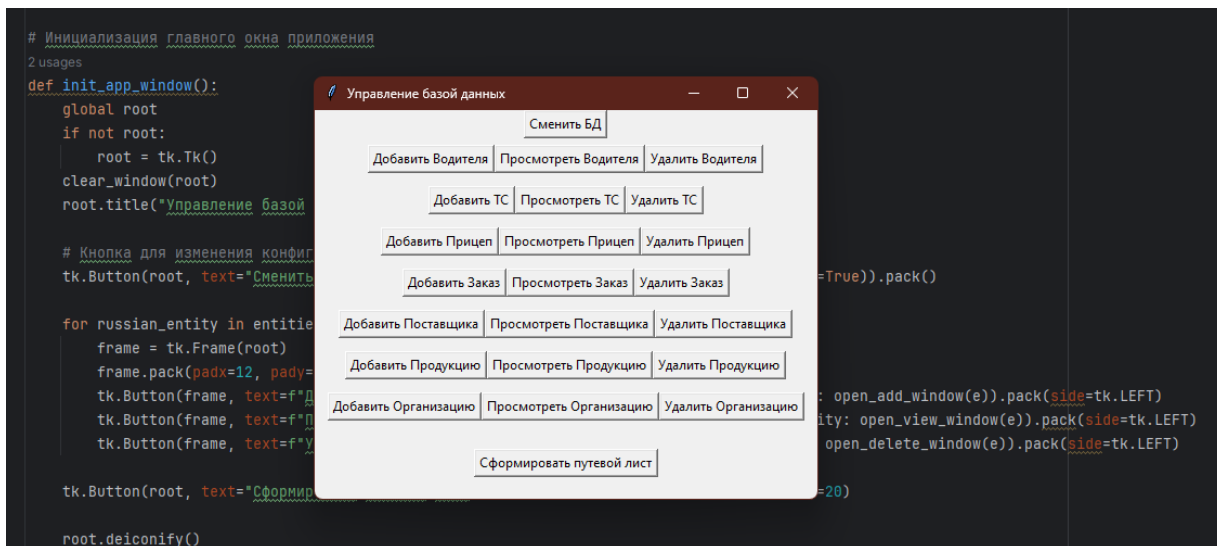 # Инициализация главного окна приложения
2 usages
def init_app_window():
global root
if not root:
root = tk.Tk()
clear_window(root)
root.title("Управление базой
# Кнопка для изменения конфиг
tk.Button(root, text="Сменить =True)).pack()
for russian_entity in entitie
frame = tk.Frame(root)
frame.pack(padx=12, pady=
tk.Button(frame, text=f"Д : open_add_window(e)).pack(side=tk.LEFT)
tk.Button(frame, text=f"П ity: open_view_window(e)).pack(side=tk.LEFT)
tk.Button(frame, text=f"У open_delete_window(e)).pack(side=tk.LEFT)
tk.Button(root, text="Сформир =20)
root.deiconify()
Управление базой данных
Сменить БД
Добавить Водителя Просмотреть Водителя Удалить Водителя
Добавить ТС Просмотреть ТС Удалить ТС
Добавить Прицеп Просмотреть Прицеп Удалить Прицеп
Добавить Заказ Просмотреть Заказ Удалить Заказ
Добавить Поставщика Просмотреть Поставщика Удалить Поставщика
Добавить Продукцию Просмотреть Продукцию Удалить Продукцию
Добавить Организацию Просмотреть Организацию Удалить Организацию
Сформировать путевой лист